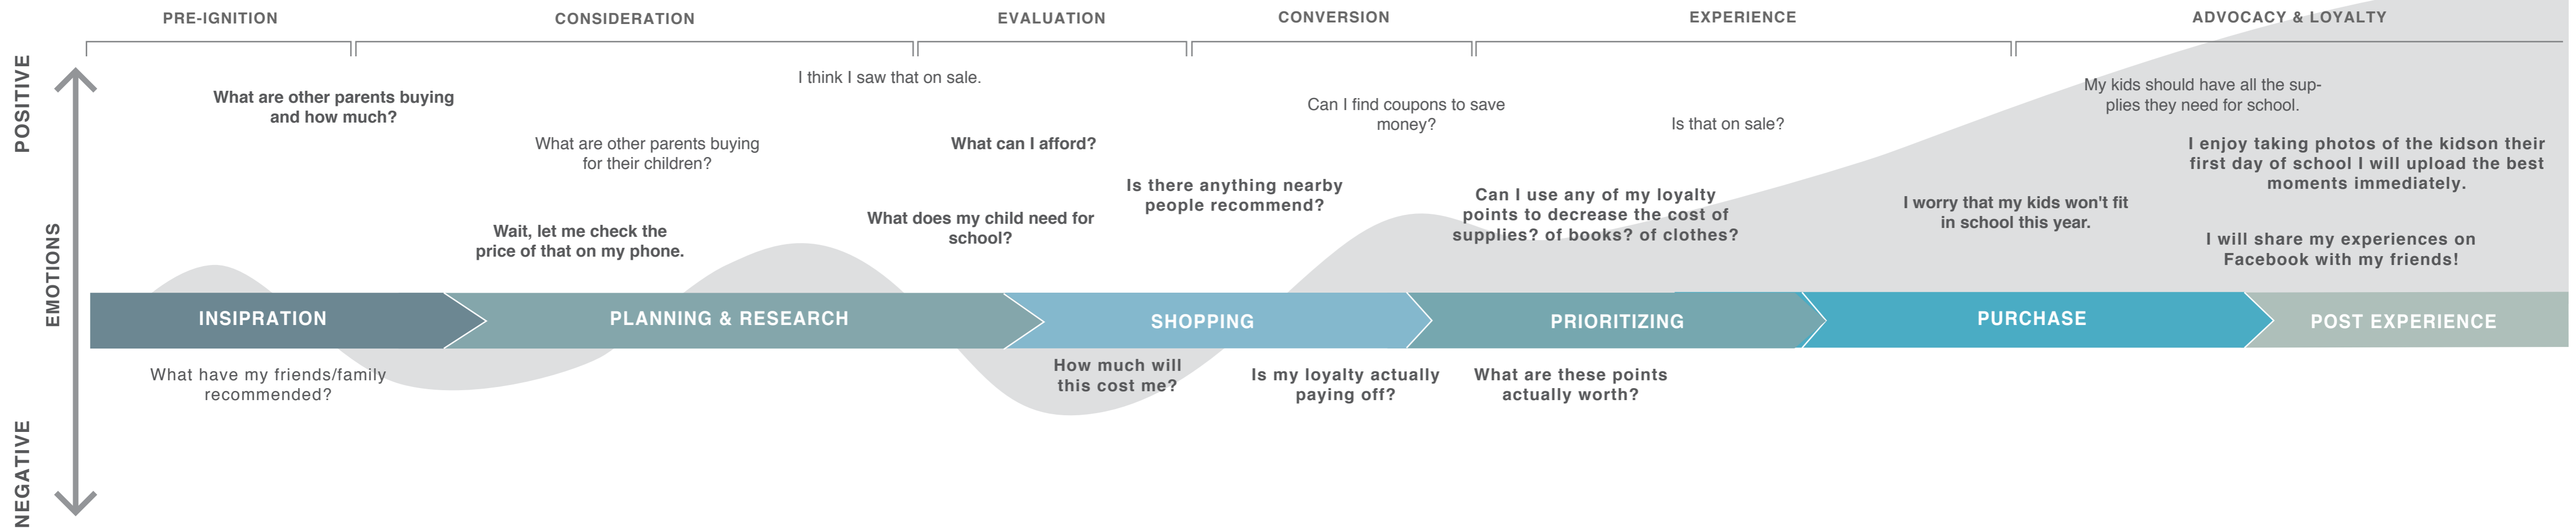 PRE-IGNITION
CONSIDERATION
EVALUATION
CONVERSION
EXPERIENCE
ADVOCACY & LOYALTY
POSITIVE
EMOTIONS
NEGATIVE
What are other parents buying
and how much?
I think I saw that on sale.
What are other parents buying
for their children?
Wait, let me check the
price of that on my phone.
What can I afford?
What does my child need for
school?
Is there anything nearby
people recommend?
Can I find coupons to save
money?
Is that on sale?
Can I use any of my loyalty
points to decrease the cost of
supplies? of books? of clothes?
My kids should have all the sup-
plies they need for school.
I enjoy taking photos of the kidson their
first day of school I will upload the best
moments immediately.
I worry that my kids won't fit
in school this year.
I will share my experiences on
Facebook with my friends!
INSIPRATION
PLANNING & RESEARCH
SHOPPING
PRIORITIZING
PURCHASE
POST EXPERIENCE
What have my friends/family
recommended?
How much will
this cost me?
Is my loyalty actually
paying off?
What are these points
actually worth?